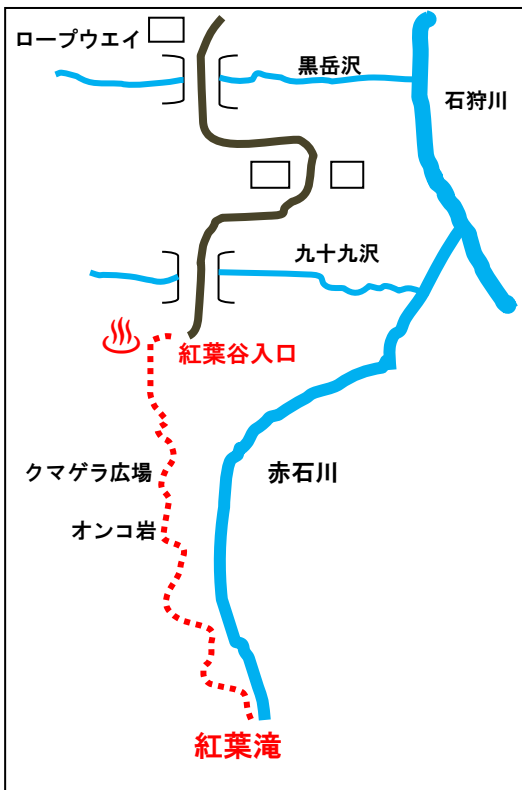 ロープウエイ
黒岳沢
石狩川
九十九沢
紅葉谷入口
クマゲラ広場
赤石川
オンコ岩
紅葉滝